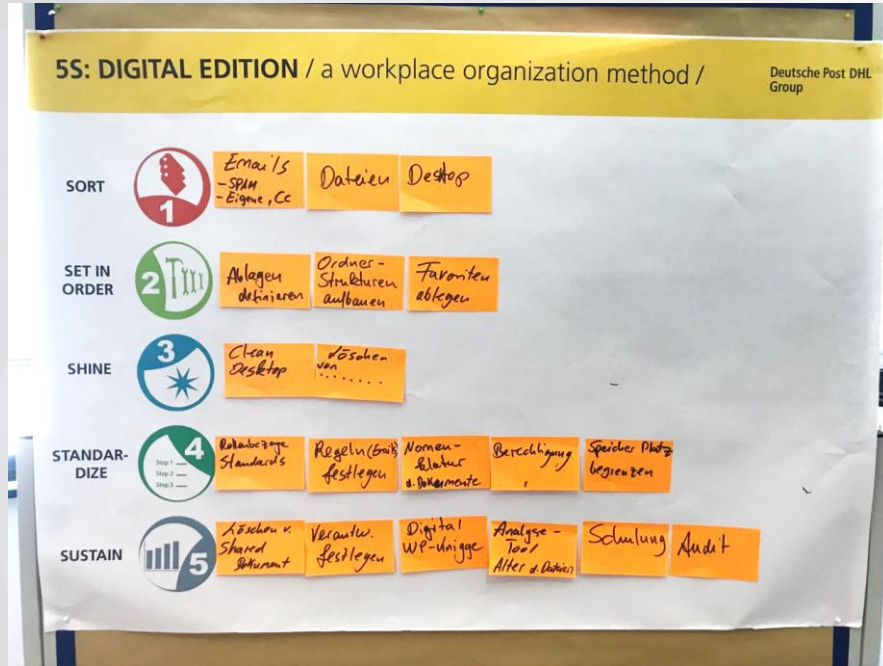 5S: DIGITAL EDITION / a workplace organization method /
Deutsche Post DHL
Group
SORT
1
Emails
- SPAM
- Eigene, Cc
Dateien
Desktop
SET IN
ORDER
2
Ablagen
definieren
Ordner-
Strukturen
aufbauen
Favoriten
ablegen
SHINE
3
Clean
Desktop
Löschen
von
........
STANDAR-
DIZE
4
Step 1
Step 2
Step 3
Standards
Regeln (Email)
festlegen
Nomen-
klatur
d. Dokumente
Berechtigung
Speicher Platz
begrenzen
SUSTAIN
5
Löschen v.
Shared
Dokument
Verantw.
festlegen
Digital
WP-Knigge
Analyse-
Tool
Alter d. Dateien
Schulung
Audit